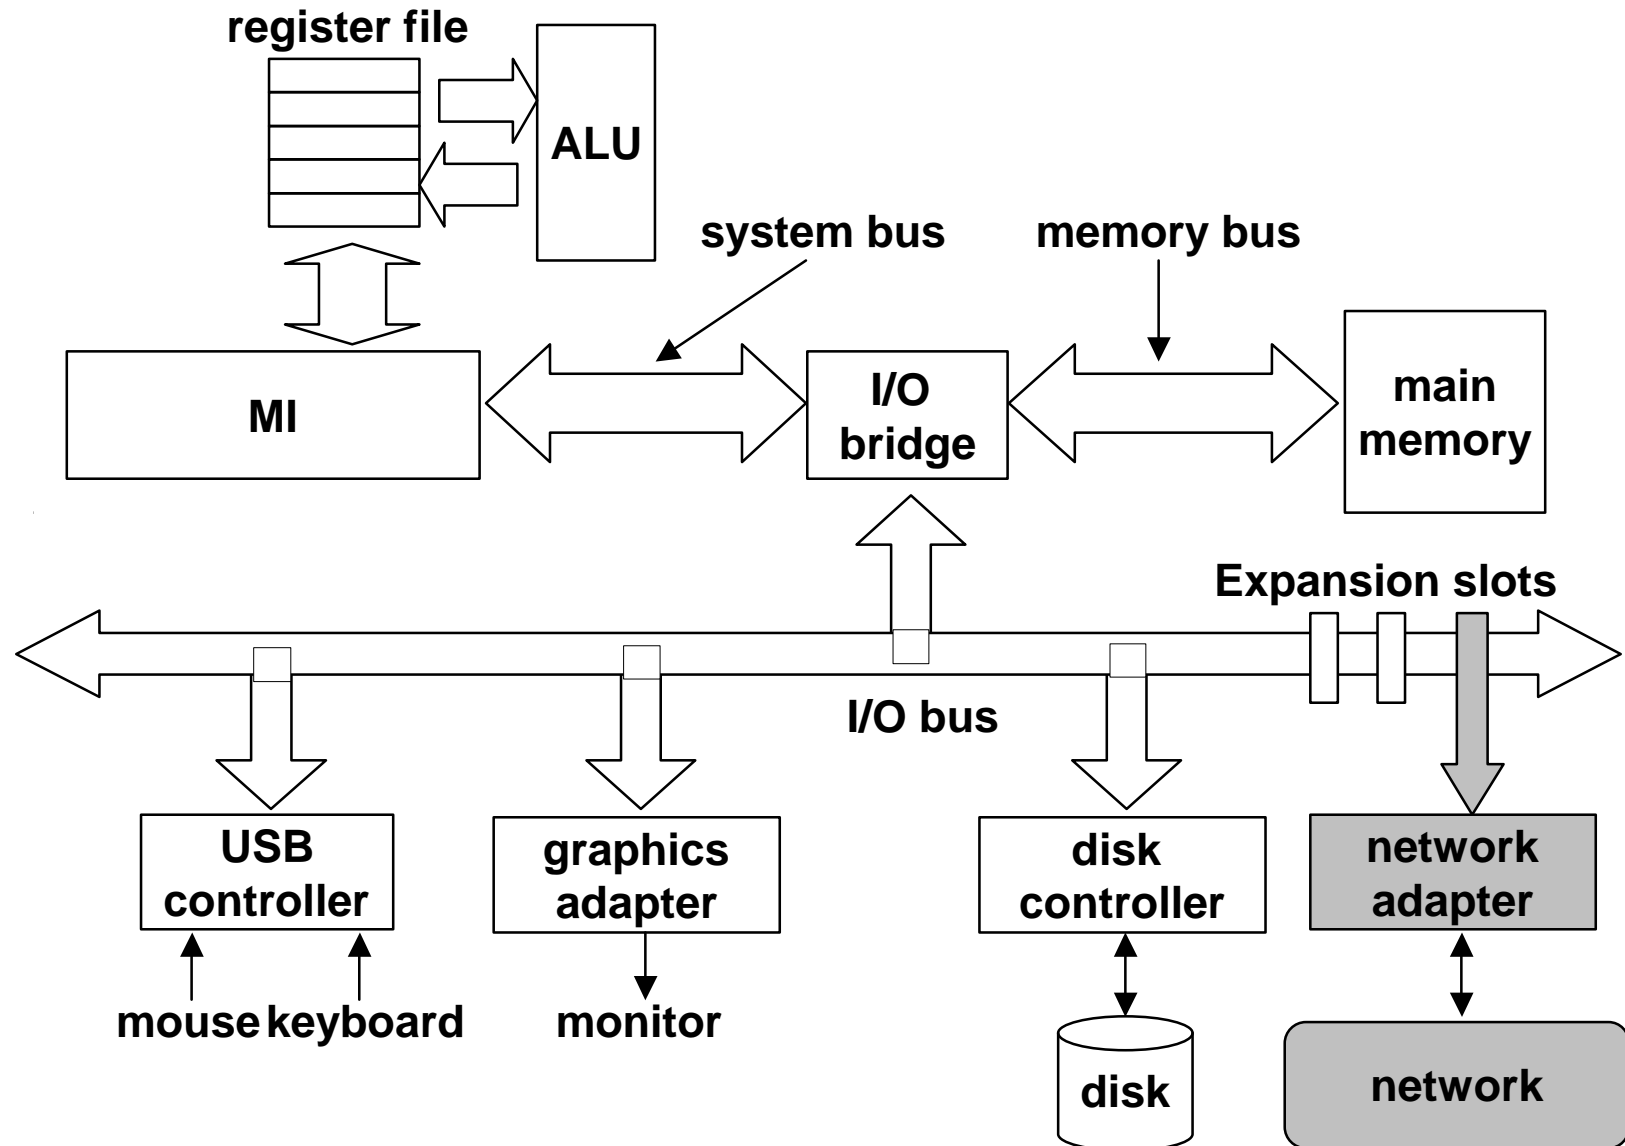 register file
ALU
system bus
memory bus
MI
I/O
bridge
main
memory
Expansion slots
I/O bus
USB
controller
graphics
adapter
disk
controller
network
adapter
mouse keyboard
monitor
disk
network